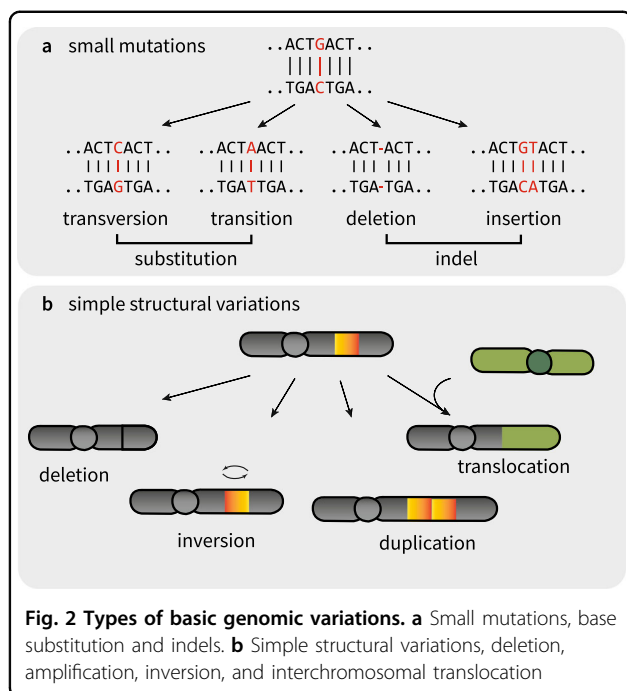 a small mutations
..ACTGACT..
TGACTGA..
..ACTCACT.. ..ACTAACT.. ..ACT-ACT.. ..ACTGTACT..
..TGAGTGA.. ..TGATTGA.. ..TGA-TGA.. ..TGACATGA..
transversion transition deletion insertion
substitution indel
b simple structural variations
deletion
translocation
inversion
duplication
Fig. 2 Types of basic genomic variations. a Small mutations, base
substitution and indels. b Simple structural variations, deletion,
amplification, inversion, and interchromosomal translocation